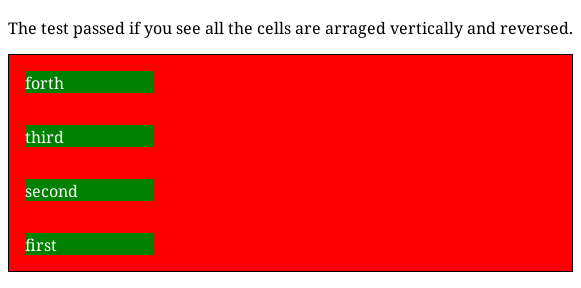 The test passed if you see all the cells are arraged vertically and reversed.
forth
third
second
first